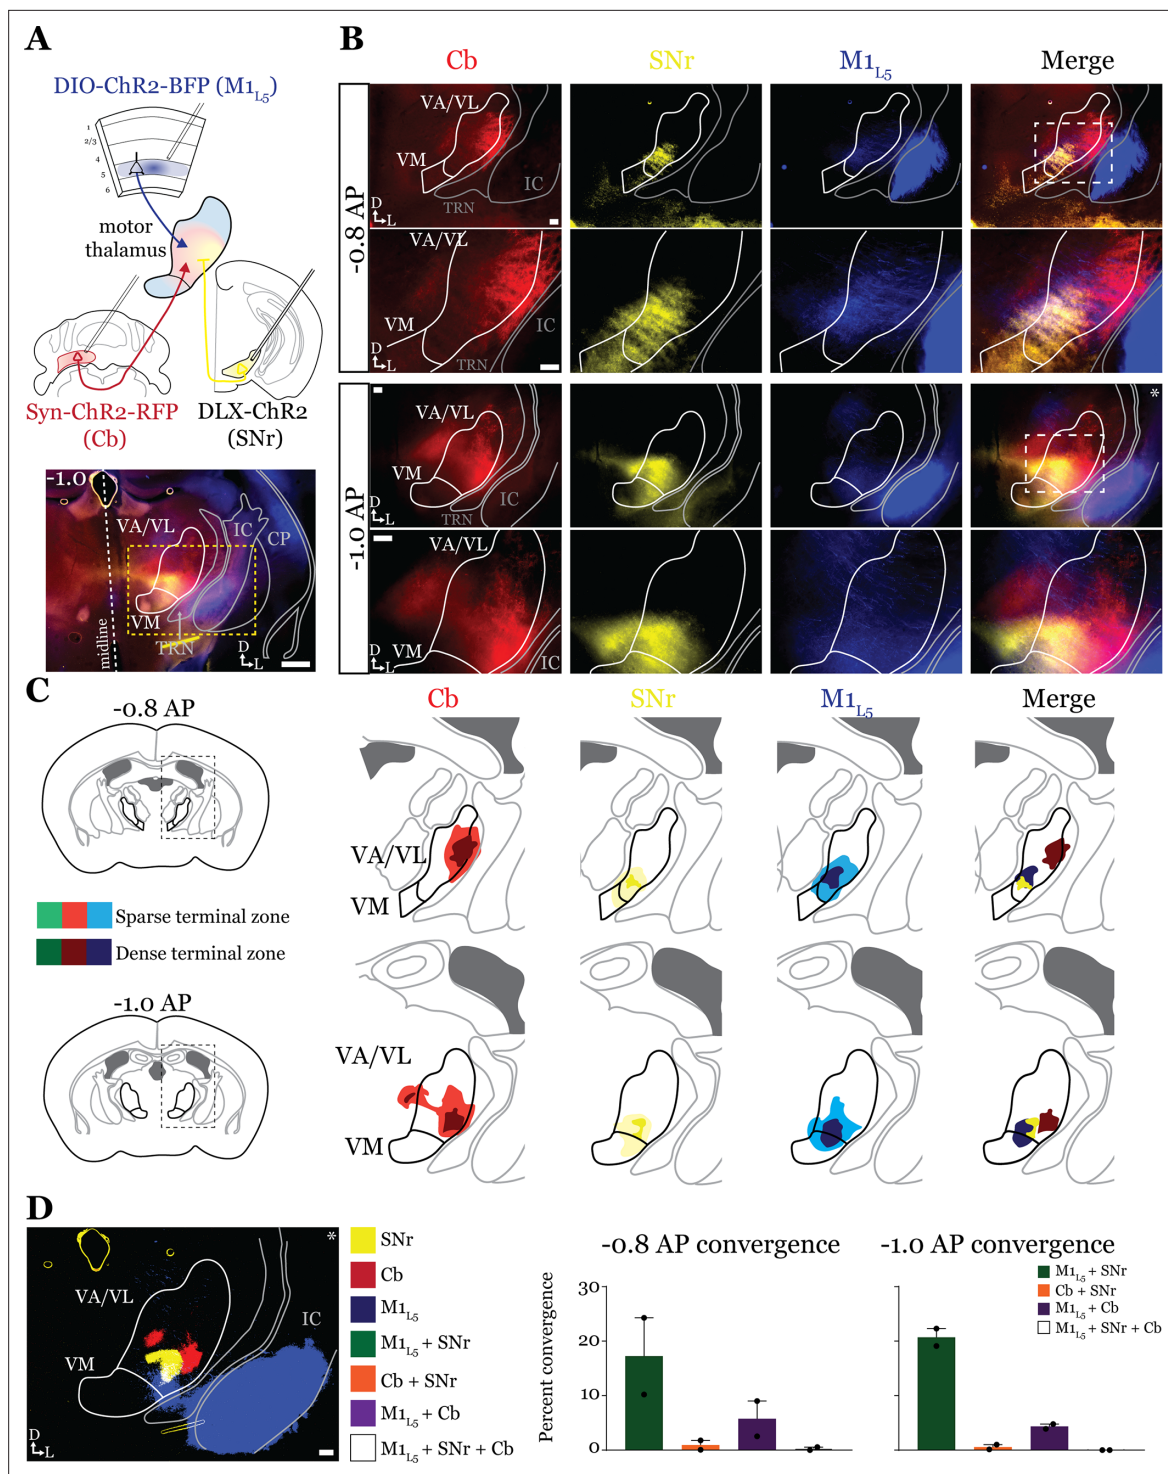 A
DIO-ChR2-BFP (M1L5)
1
2/3
4
5
6
motor
thalamus
Syn-ChR2-RFP
(Cb)
DLX-ChR2
(SNr)
-1.0
VA/VL
IC
CP
VM
TRN
midline
D
L
B
Cb
SNr
M1L5
Merge
-0.8 AP
VA/VL
VM
IC
TRN
D
L
VA/VL
VM
IC
TRN
D
L
-1.0 AP
VA/VL
VM
IC
TRN
D
L
*
VA/VL
VM
IC
C
-0.8 AP
Sparse terminal zone
Dense terminal zone
-1.0 AP
Cb
SNr
M1L5
Merge
VA/VL
VM
VA/VL
VM
D
*
VA/VL
IC
VM
D
L
SNr
Cb
M1L5
M1L5 + SNr
Cb + SNr
M1L5 + Cb
M1L5 + SNr + Cb
-0.8 AP convergence
Percent convergence
30
20
10
0
-1.0 AP convergence
M1L5 + SNr
Cb + SNr
M1L5 + Cb
M1L5 + SNr + Cb